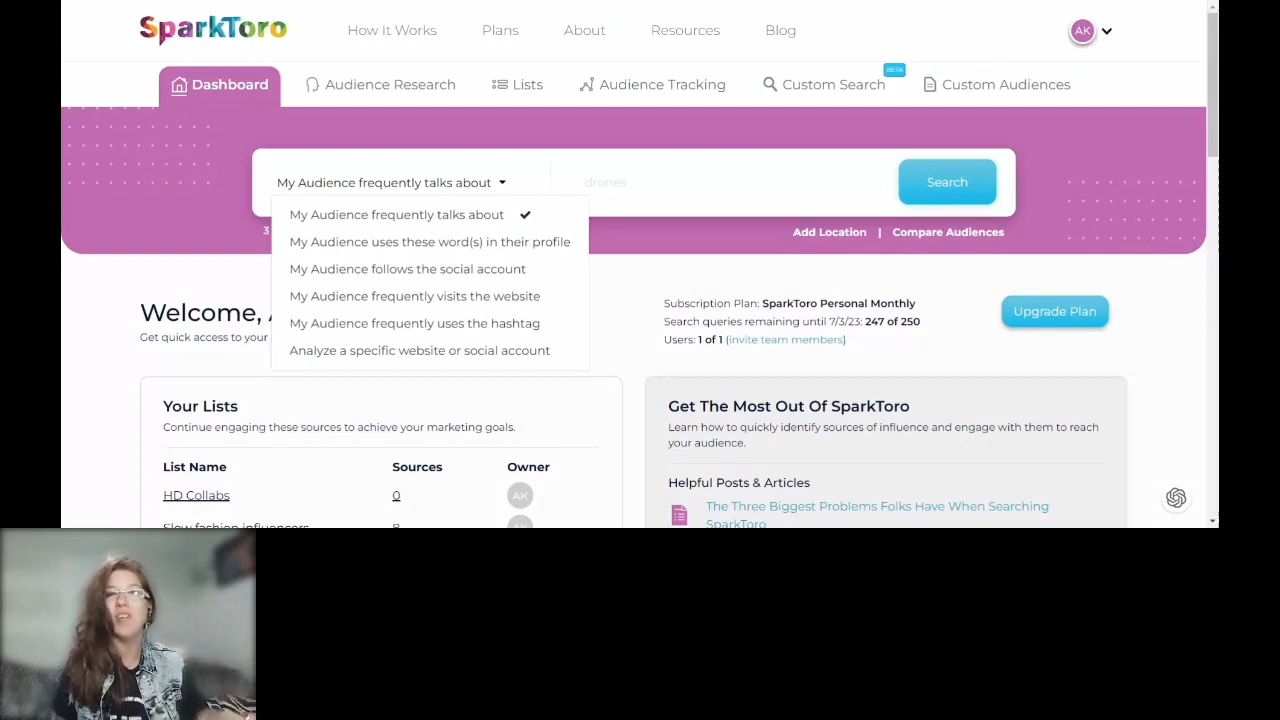 SparkToro
How It Works
Plans
About
Resources
Blog
AK
Dashboard
Audience Research
Lists
Audience Tracking
Custom Search
BETA
Custom Audiences
My Audience frequently talks about
drones
Search
My Audience frequently talks about
My Audience uses these word(s) in their profile
My Audience follows the social account
My Audience frequently visits the website
My Audience frequently uses the hashtag
Analyze a specific website or social account
3
Add Location | Compare Audiences
Welcome,
Get quick access to your
Subscription Plan: SparkToro Personal Monthly
Search queries remaining until 7/3/23: 247 of 250
Users: 1 of 1 (invite team members)
Upgrade Plan
Your Lists
Continue engaging these sources to achieve your marketing goals.
List Name
Sources
Owner
HD Collabs
0
AK
Slow fashion influencers
8
AK
Get The Most Out Of SparkToro
Learn how to quickly identify sources of influence and engage with them to reach
your audience.
Helpful Posts & Articles
The Three Biggest Problems Folks Have When Searching
SparkToro